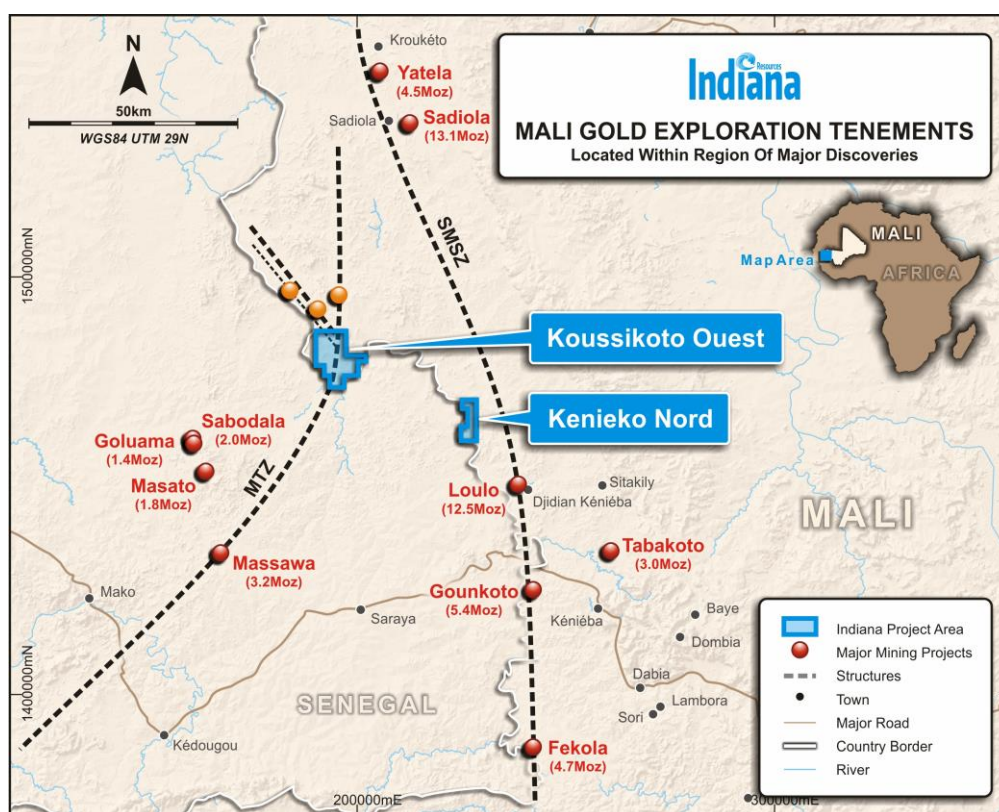 Indiana
Resources
MALI GOLD EXPLORATION TENEMENTS
Located Within Region Of Major Discoveries
N
50km
WGS84 UTM 29N
Kroukéto
Yatela
(4.5Moz)
Sadiola
Sadiola
(13.1Moz)
SMSZ
MALI
Map Area
AFRICA
1500000mN
Koussikoto Ouest
Kenieko Nord
Sabodala
(2.0Moz)
Goluama
(1.4Moz)
Masato
(1.8Moz)
MTZ
Loulo
(12.5Moz)
Djidian Kéniéba
Sitakily
MALI
Massawa
(3.2Moz)
Tabakoto
(3.0Moz)
Mako
Saraya
Gounkoto
(5.4Moz)
Kéniéba
Baye
Dombia
Dabia
Lambora
Sori
1400000mN
SENEGAL
Kédougou
Fekola
(4.7Moz)
200000mE
300000mE
Indiana Project Area
Major Mining Projects
Structures
Town
Major Road
Country Border
River